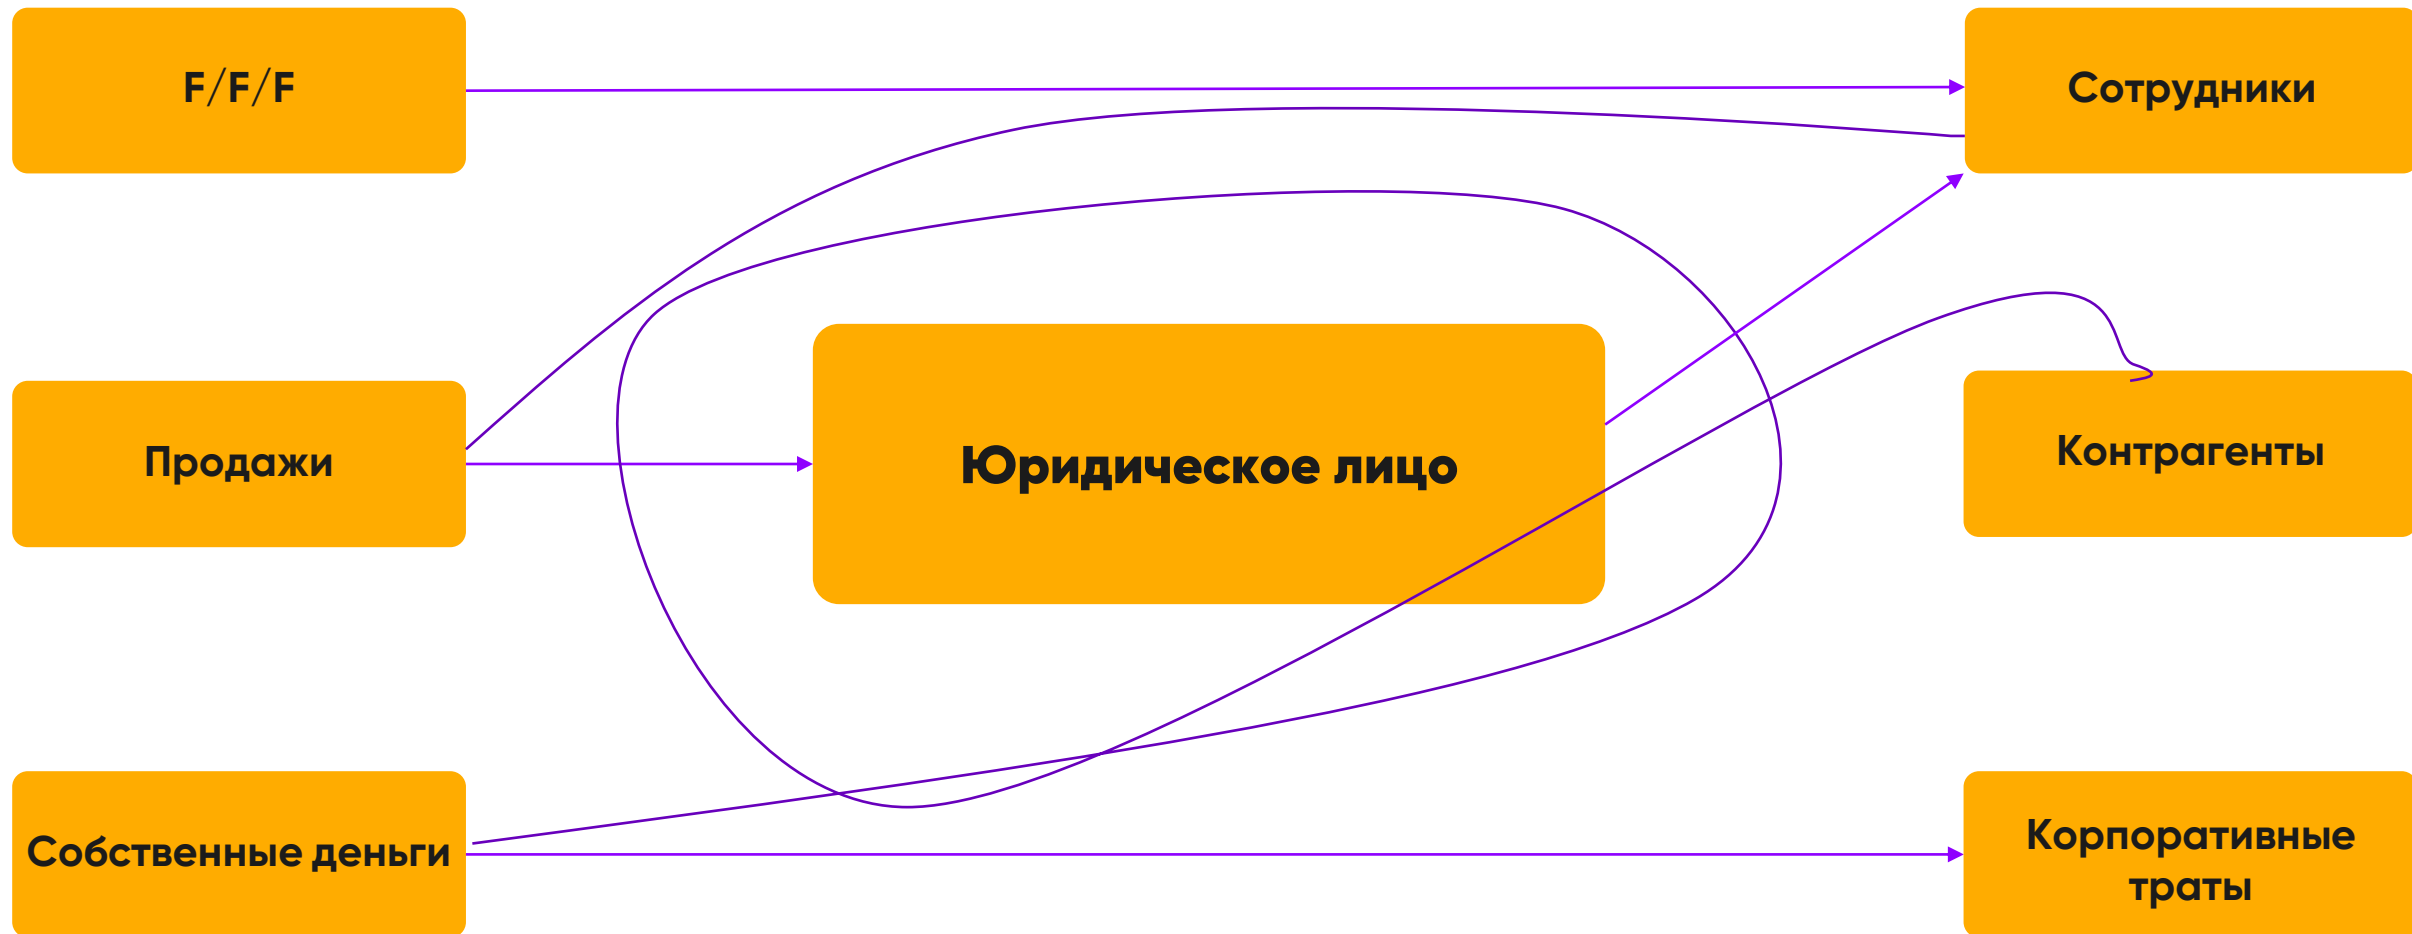 F/F/F
Сотрудники
Продажи
Юридическое лицо
Контрагенты
Собственные деньги
Корпоративные
траты